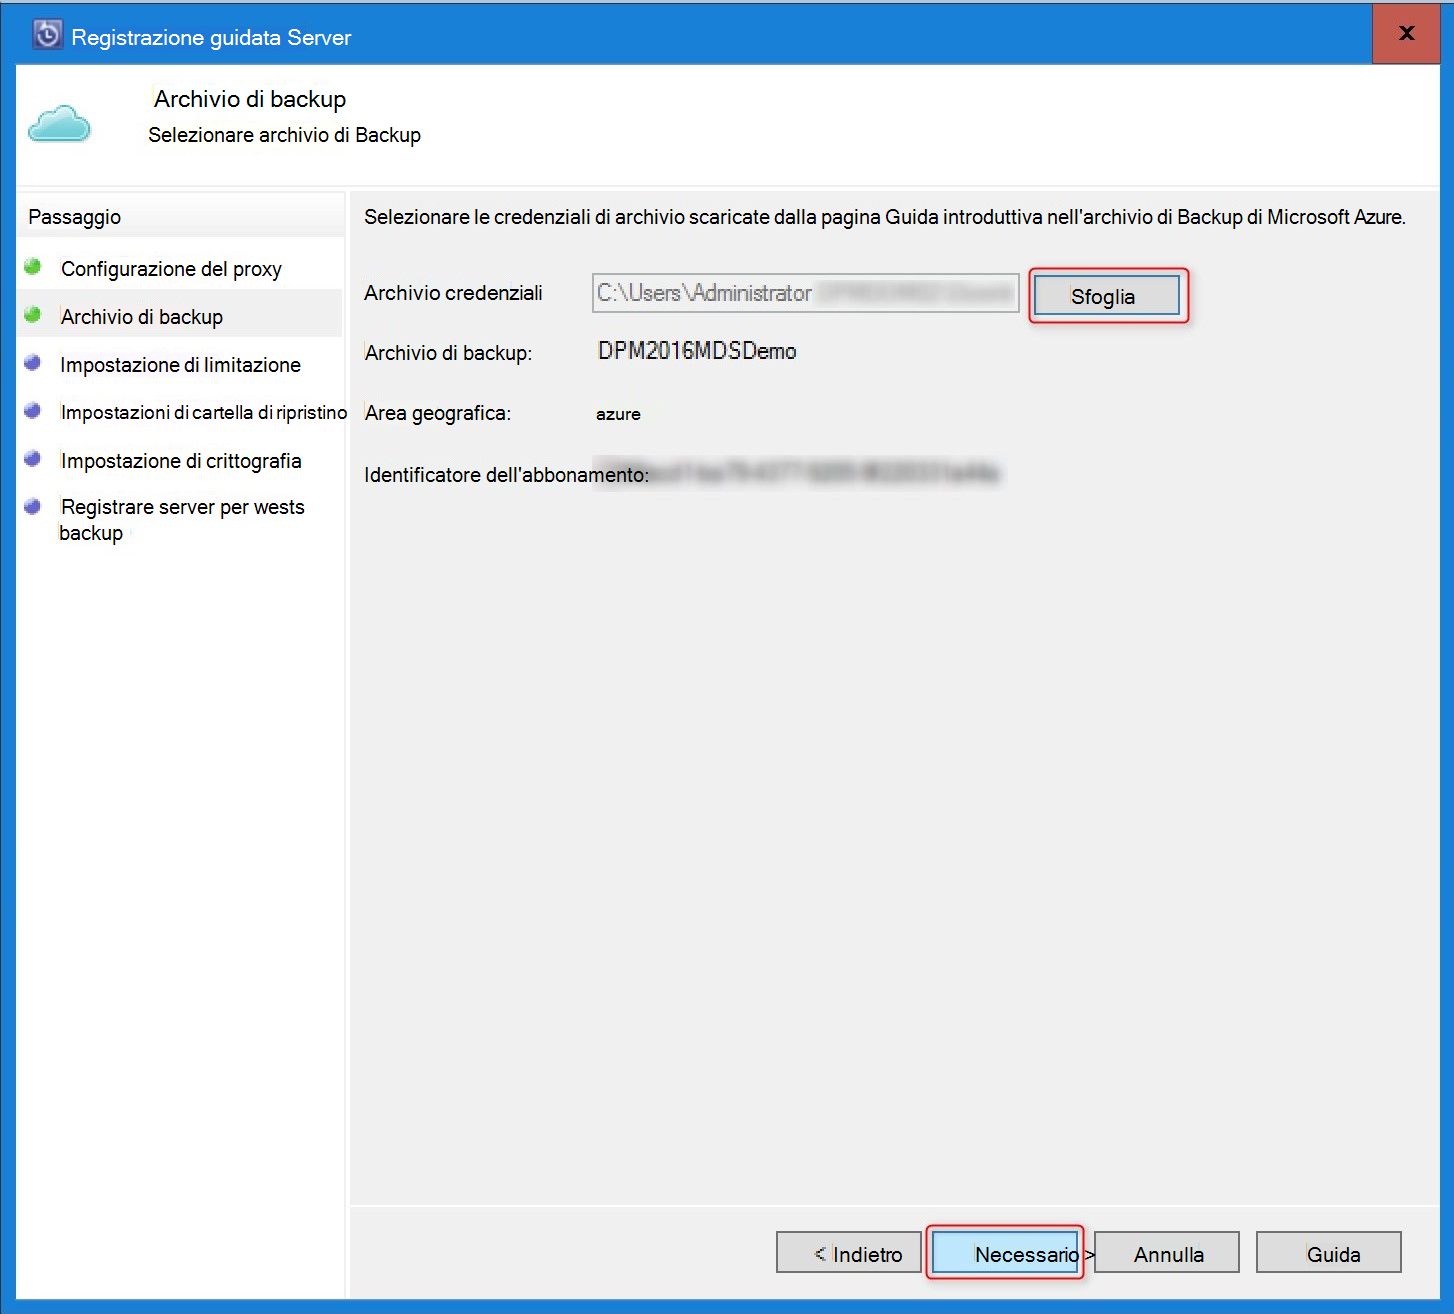 Registrazione guidata Server
x
Archivio di backup
Selezionare archivio di Backup
Passaggio
Configurazione del proxy
Archivio di backup
Impostazione di limitazione
Impostazioni di cartella di ripristino
Impostazione di crittografia
Registrare server per wests
backup
Selezionare le credenziali di archivio scaricate dalla pagina Guida introduttiva nell'archivio di Backup di Microsoft Azure.
Archivio credenziali C:\Users\Administrator Sfoglia
Archivio di backup: DPM2016MDSDemo
Area geografica: azure
Identificatore dell'abbonamento:
< Indietro Necessario > Annulla Guida